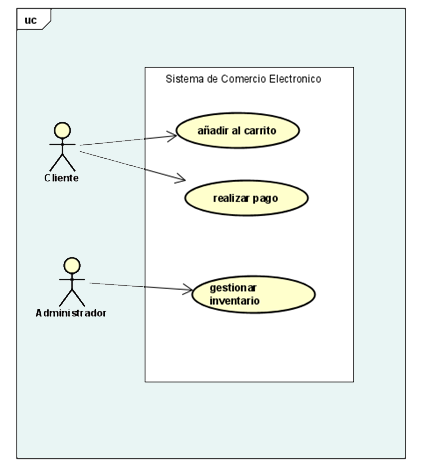 uc
Sistema de Comercio Electronico
añadir al carrito
Cliente
realizar pago
Administrador
gestionar
inventario